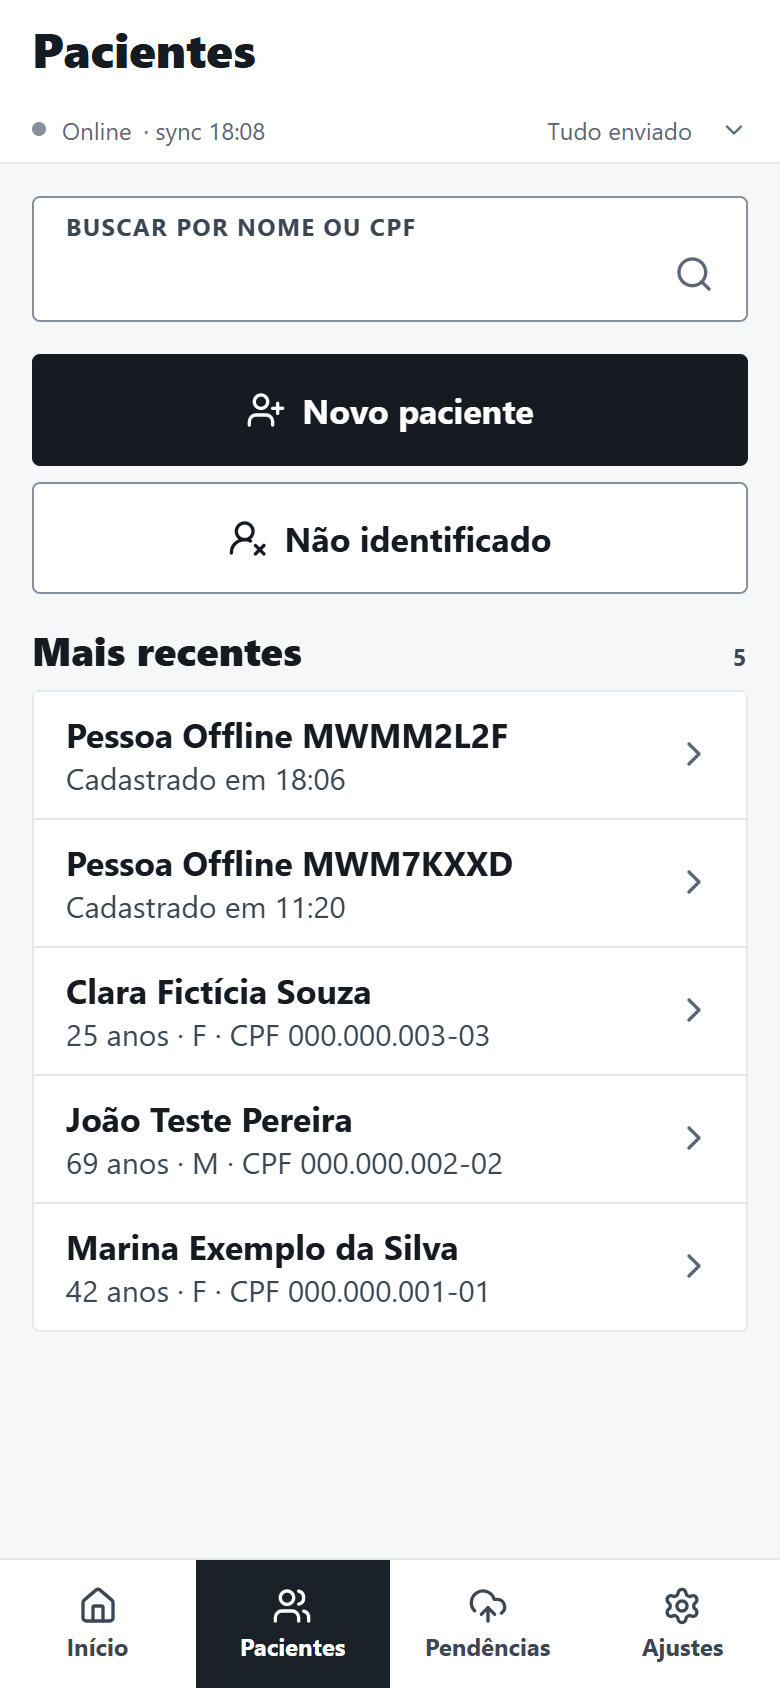 Pacientes
Online · sync 18:08
Tudo enviado
BUSCAR POR NOME OU CPF
Novo paciente
Não identificado
Mais recentes
5
Pessoa Offline MWMM2L2F
Cadastrado em 18:06
Pessoa Offline MWM7KXXD
Cadastrado em 11:20
Clara Fictícia Souza
25 anos · F · CPF 000.000.003-03
João Teste Pereira
69 anos · M · CPF 000.000.002-02
Marina Exemplo da Silva
42 anos · F · CPF 000.000.001-01
Início
Pacientes
Pendências
Ajustes